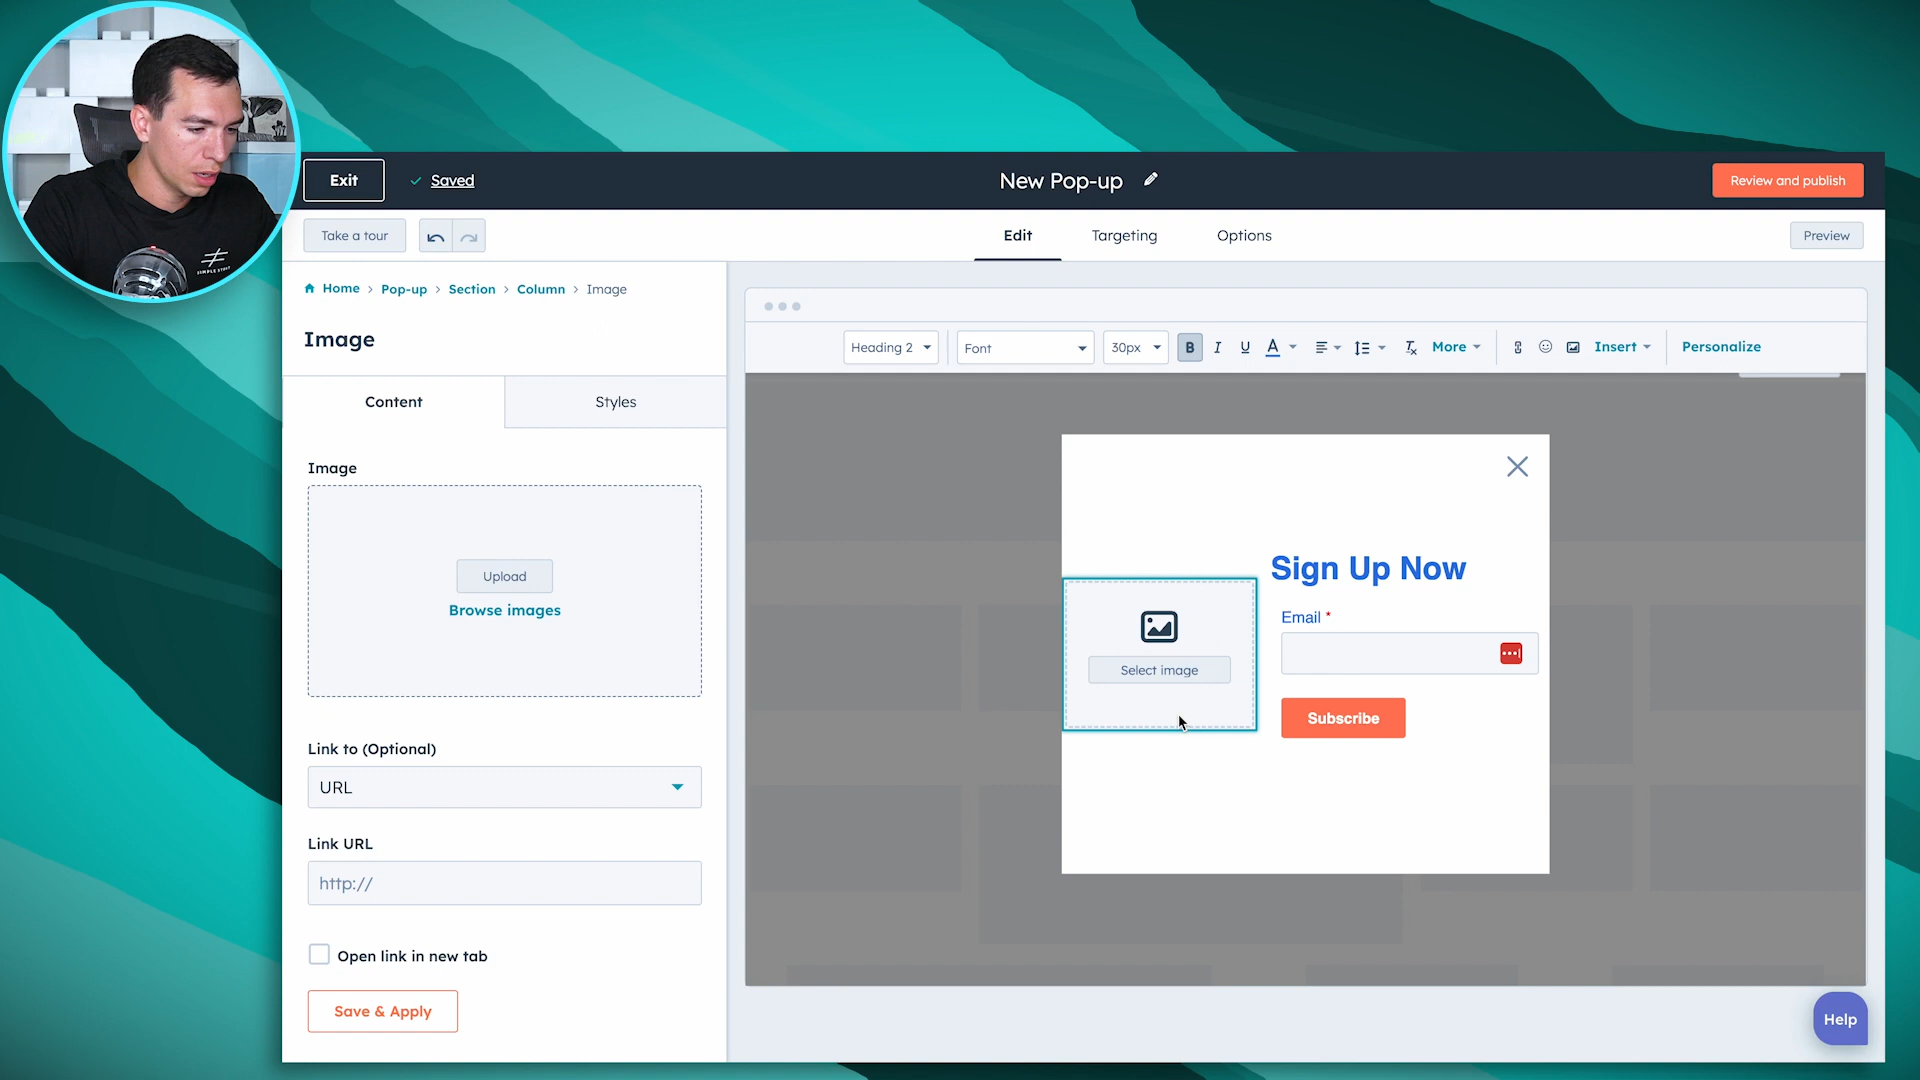 Exit
Saved
New Pop-up
Review and publish
Take a tour
Edit
Targeting
Options
Preview
Home > Pop-up > Section > Column > Image
Image
Content
Styles
Image
Upload
Browse images
Link to (Optional)
URL
Link URL
http://
Open link in new tab
Save & Apply
Heading 2
Font
30px
B
I
U
A
More
Insert
Personalize
Sign Up Now
Email *
Select image
Subscribe
Help
SIMPLE STRAT